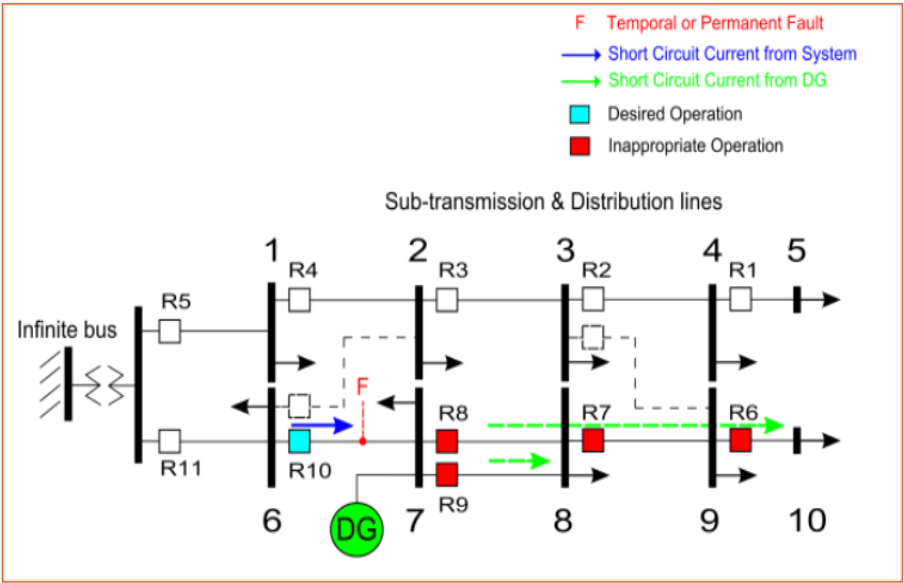 F Temporal or Permanent Fault
Short Circuit Current from System
Short Circuit Current from DG
Desired Operation
Inappropriate Operation
Sub-transmission & Distribution lines
1 2 3 4 5
R4 R3 R2 R1
R5
Infinite bus
F
R8 R7 R6
R11 R10
R9
DG
6 7 8 9 10